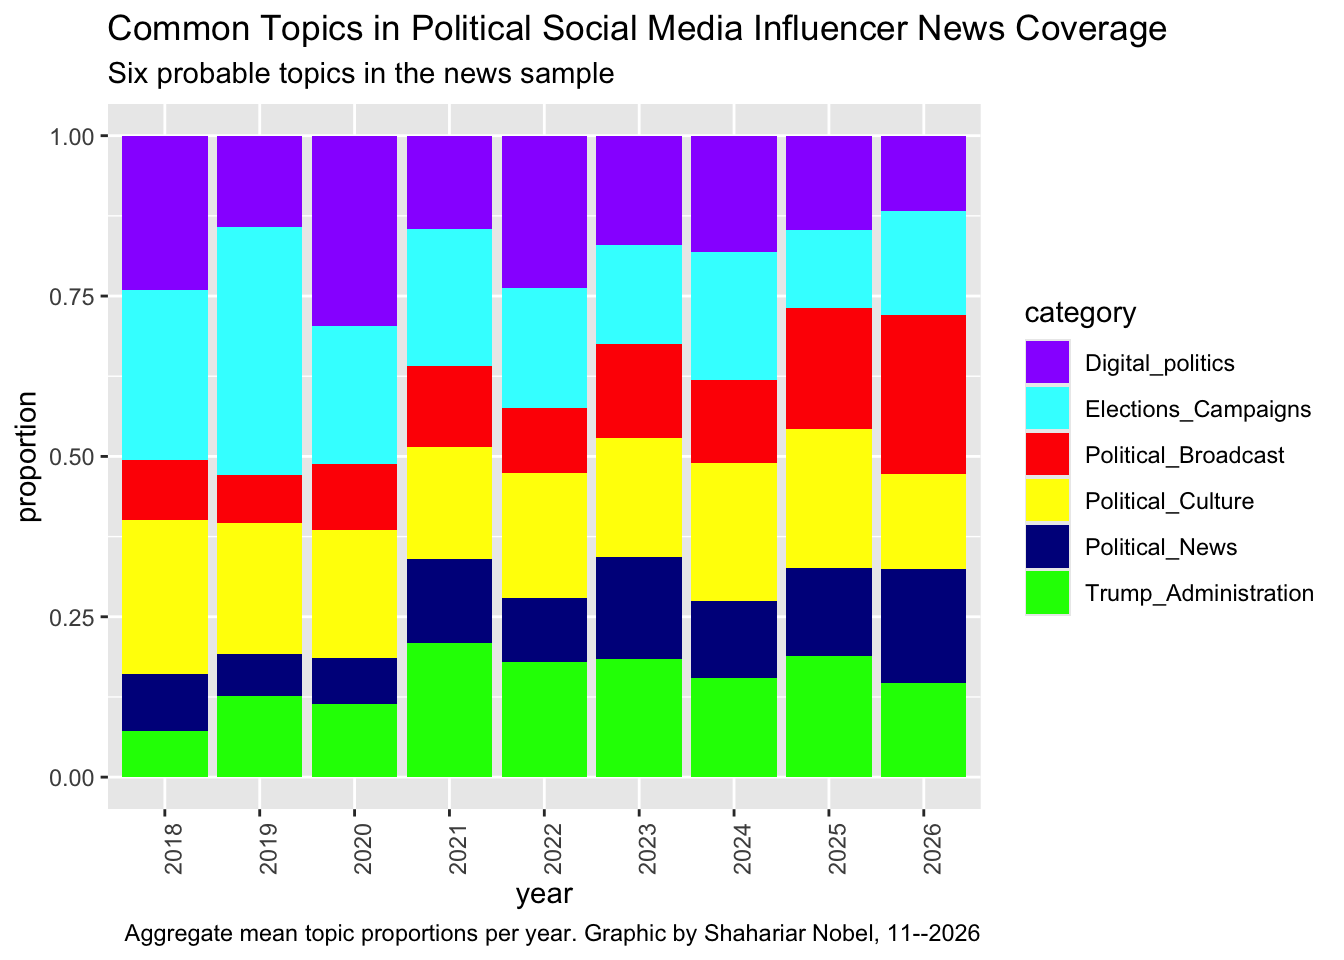 Common Topics in Political Social Media Influencer News Coverage
Six probable topics in the news sample
1.00
0.75
0.50
0.25
0.00
proportion
2018
2019
2020
2021
2022
2023
2024
2025
2026
year
category
Digital_politics
Elections_Campaigns
Political_Broadcast
Political_Culture
Political_News
Trump_Administration
Aggregate mean topic proportions per year. Graphic by Shahariar Nobel, 11--2026